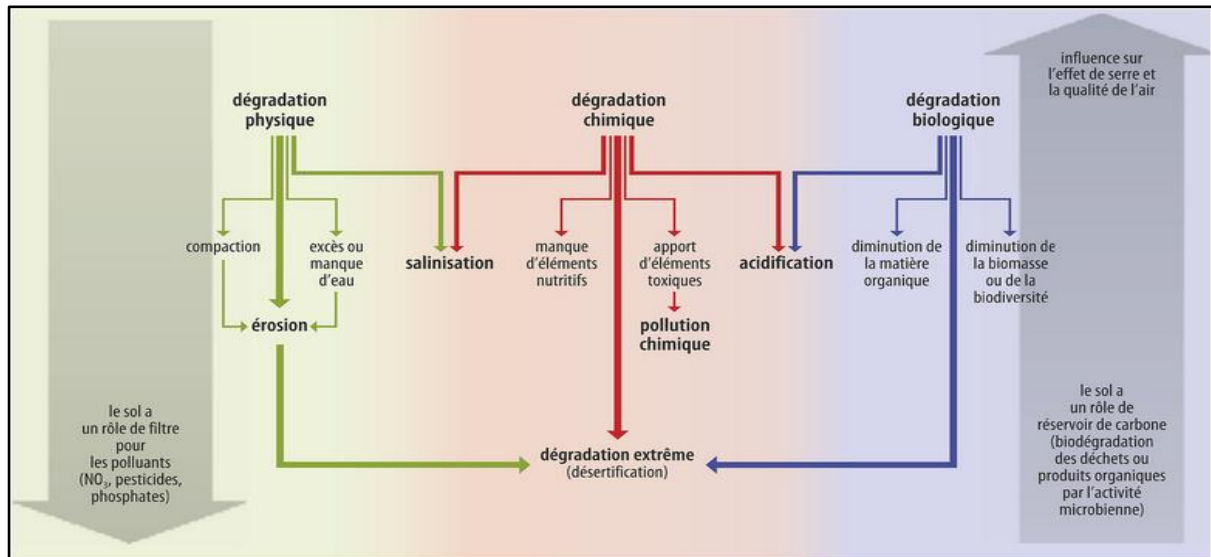 influence sur
l'effet de serre et
la qualité de l'air
dégradation
physique
dégradation
chimique
dégradation
biologique
compaction
excès ou
manque
d'eau
salinisation
manque
d'éléments
nutritifs
apport
d'éléments
toxiques
acidification
diminution de
la matière
organique
diminution de
la biomasse
ou de la
biodiversité
érosion
pollution
chimique
le sol a
un rôle de filtre
pour
les polluants
(NO₃, pesticides,
phosphates)
dégradation extrême
(désertification)
le sol a
un rôle de
réservoir de carbone
(biodégradation
des déchets ou
produits organiques
par l'activité
microbienne)